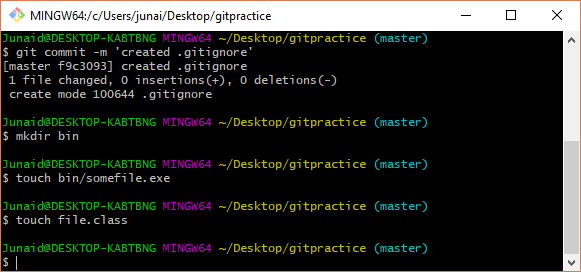 MINGW64:/c/Users/junai/Desktop/gitpractice
Junaid@DESKTOP-KABTBNG MINGW64 ~/Desktop/gitpractice (master)
$ git commit -m 'created .gitignore'
[master f9c3093] created .gitignore
 1 file changed, 0 insertions(+), 0 deletions(-)
 create mode 100644 .gitignore
Junaid@DESKTOP-KABTBNG MINGW64 ~/Desktop/gitpractice (master)
$ mkdir bin
Junaid@DESKTOP-KABTBNG MINGW64 ~/Desktop/gitpractice (master)
$ touch bin/somefile.exe
Junaid@DESKTOP-KABTBNG MINGW64 ~/Desktop/gitpractice (master)
$ touch file.class
Junaid@DESKTOP-KABTBNG MINGW64 ~/Desktop/gitpractice (master)
$